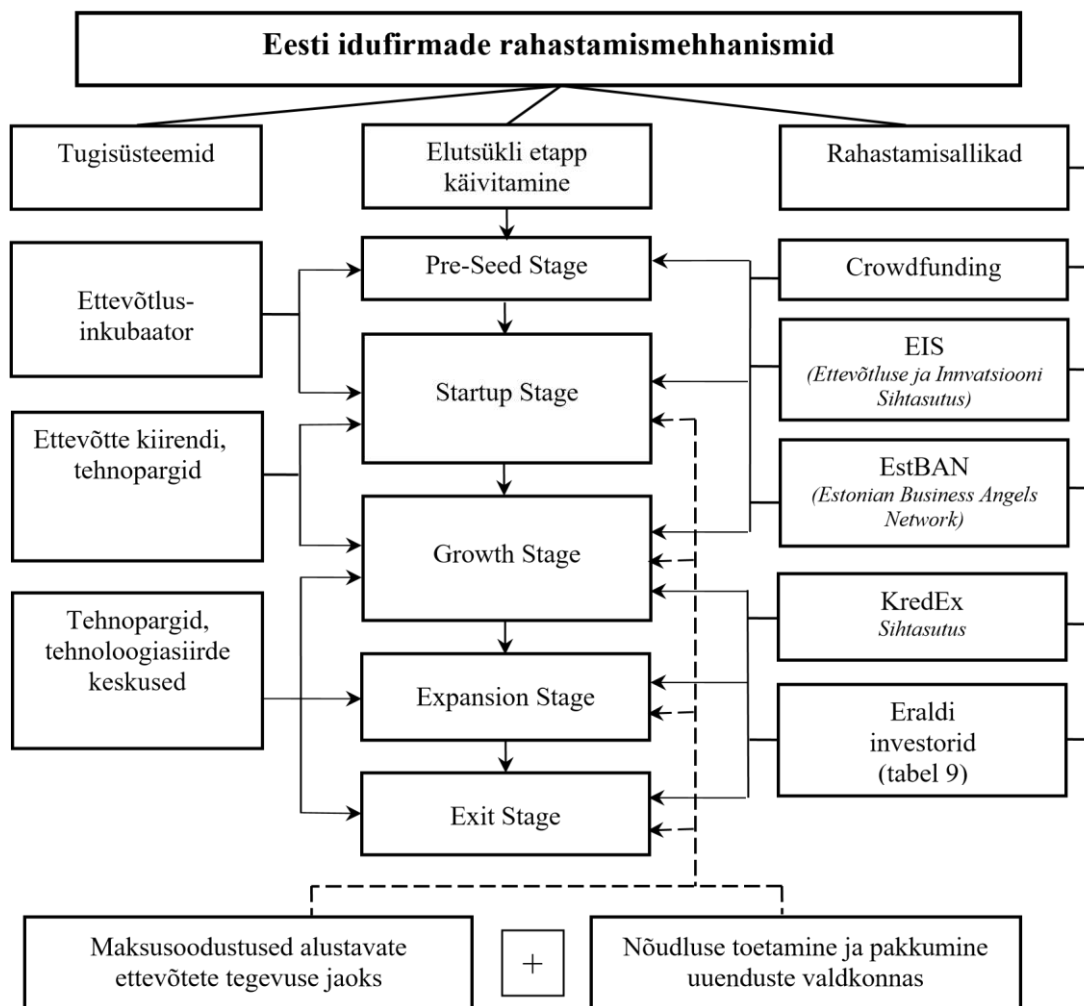 Eesti idufirmade rahastamismehhanismid
Tugisüsteemid
Elutsükli etapp
käivitamine
Rahastamisallikad
Ettevõtlus-
inkubaator
Ettevõtte kiirendi,
tehnopargid
Tehnopargid,
tehnoloogiasiirde
keskused
Pre-Seed Stage
Startup Stage
Growth Stage
Expansion Stage
Exit Stage
Crowdfunding
EIS
(Ettevõtluse ja Innvatsiooni
Sihtasutus)
EstBAN
(Estonian Business Angels
Network)
KredEx
Sihtasutus
Eraldi
investorid
(tabel 9)
Maksusoodustused alustavate
ettevõtete tegevuse jaoks
+
Nõudluse toetamine ja pakkumine
uuenduste valdkonnas